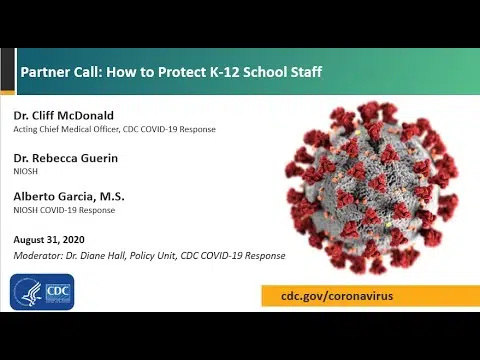 Partner Call: How to Protect K-12 School Staff
Dr. Cliff McDonald
Acting Chief Medical Officer, CDC COVID-19 Response
Dr. Rebecca Guerin
NIOSH
Alberto Garcia, M.S.
NIOSH COVID-19 Response
August 31, 2020
Moderator: Dr. Diane Hall, Policy Unit, CDC COVID-19 Response
CDC
cdc.gov/coronavirus